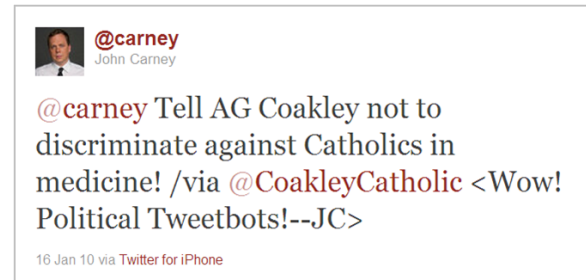 @carney
John Carney
@carney Tell AG Coakley not to
discriminate against Catholics in
medicine! /via @CoakleyCatholic <Wow!
Political Tweetbots!--JC>
16 Jan 10 via Twitter for iPhone